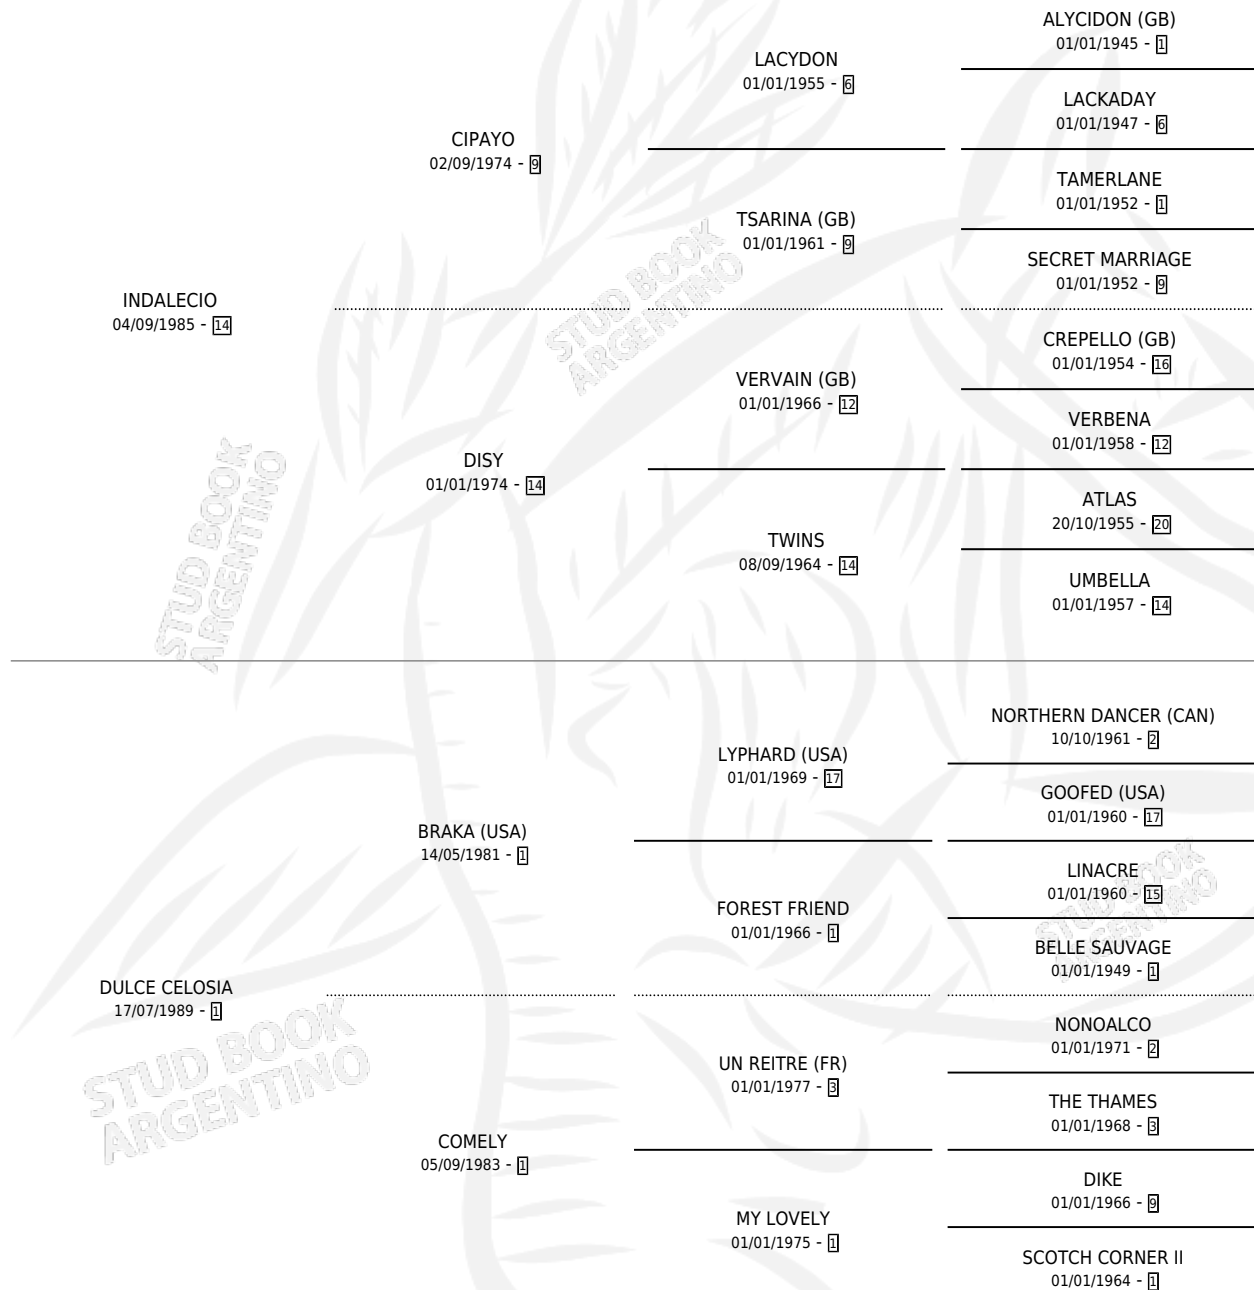 ALYCIDON (GB)
01/01/1945 - 1
LACYDON
01/01/1955 - 6
LACKADAY
01/01/1947 - 6
CIPAYO
02/09/1974 - 9
TAMERLANE
01/01/1952 - 1
TSARINA (GB)
01/01/1961 - 9
SECRET MARRIAGE
01/01/1952 - 9
INDALECIO
04/09/1985 - 14
CREPELLO (GB)
01/01/1954 - 16
VERVAIN (GB)
01/01/1966 - 12
VERBENA
01/01/1958 - 12
DISY
01/01/1974 - 14
ATLAS
20/10/1955 - 20
TWINS
08/09/1964 - 14
UMBELLA
01/01/1957 - 14
NORTHERN DANCER (CAN)
10/10/1961 - 2
LYPHARD (USA)
01/01/1969 - 17
GOOFED (USA)
01/01/1960 - 17
BRAKA (USA)
14/05/1981 - 1
LINACRE
01/01/1960 - 15
FOREST FRIEND
01/01/1966 - 1
BELLE SAUVAGE
01/01/1949 - 1
DULCE CELOSIA
17/07/1989 - 1
NONOALCO
01/01/1971 - 2
UN REITRE (FR)
01/01/1977 - 3
THE THAMES
01/01/1968 - 3
COMELY
05/09/1983 - 1
DIKE
01/01/1966 - 9
MY LOVELY
01/01/1975 - 1
SCOTCH CORNER II
01/01/1964 - 1
STUD BOOK
ARGENTINO
STUD BOOK
ARGENTINO
STUD BOOK
ARGENTINO
STUD BOOK
ARGENTINO